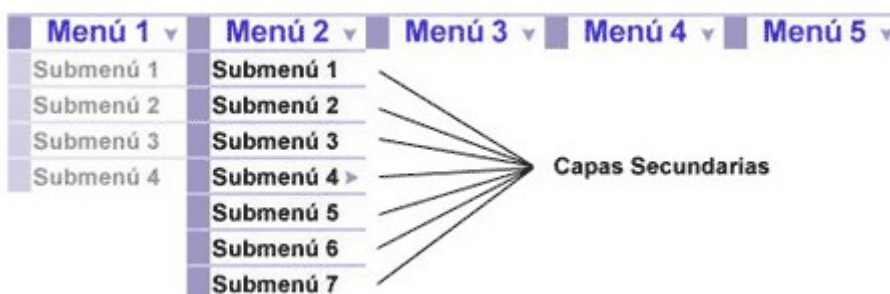 Menú 1 Menú 2 Menú 3 Menú 4 Menú 5
Submenú 1 Submenú 1
Submenú 2 Submenú 2
Submenú 3 Submenú 3
Submenú 4 Submenú 4
Submenú 5
Submenú 6
Submenú 7
Capas Secundarias